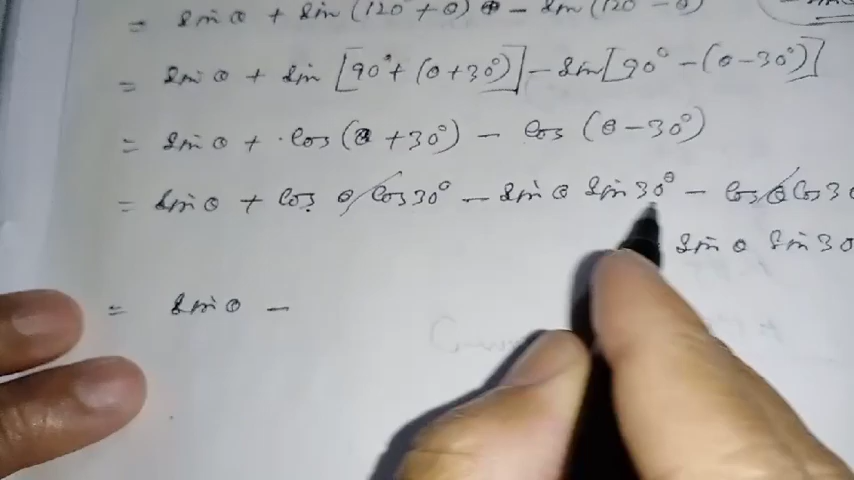 = sin θ + sin (120° + θ) - sin (120° - θ)
= sin θ + sin [90° + (θ + 30°)] - sin [90° - (θ - 30°)]
= sin θ + cos (θ + 30°) - cos (θ - 30°)
= sin θ + cos θ cos 30° - sin θ sin 30° - cos θ cos 30
sin θ sin 30
= sin θ -